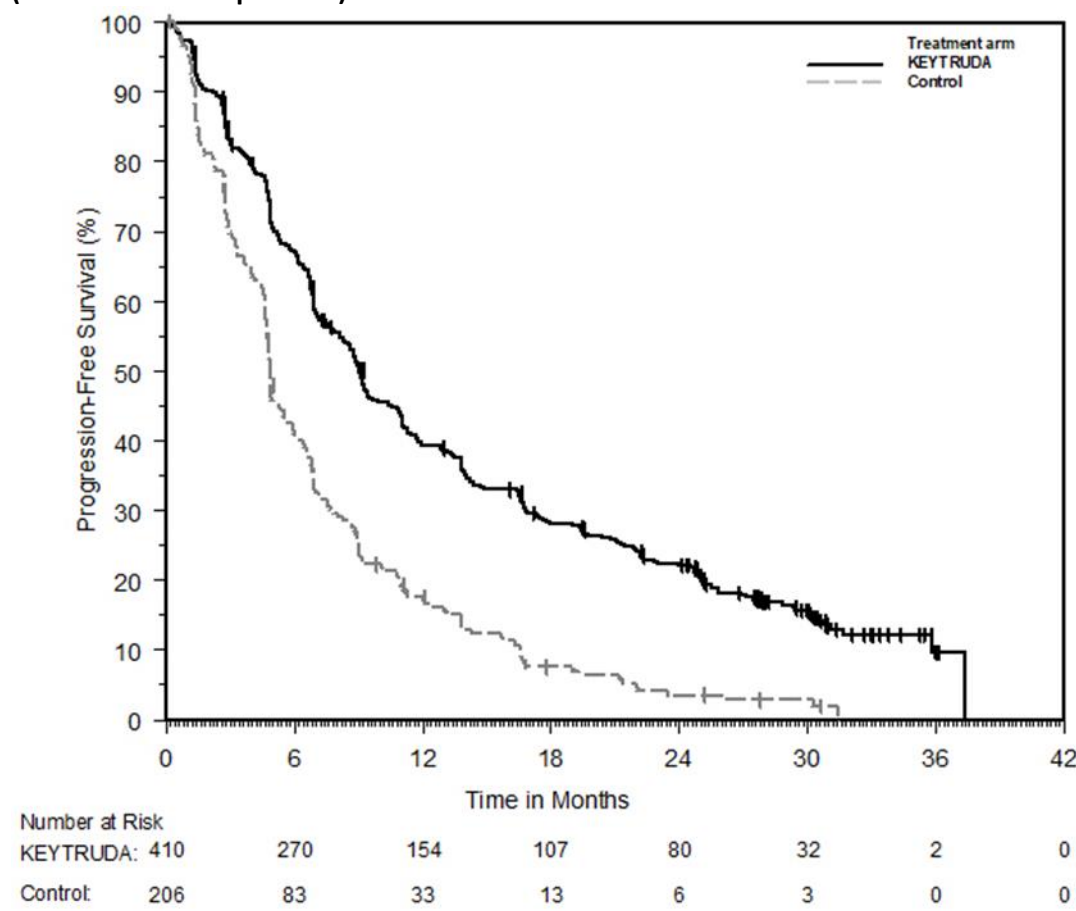 100
90
80
70
60
50
40
30
20
10
0
Progression-Free Survival (%)
Treatment arm
KEYTRUDA
Control
0 6 12 18 24 30 36 42
Time in Months
Number at Risk
KEYTRUDA: 410 270 154 107 80 32 2 0
Control: 206 83 33 13 6 3 0 0